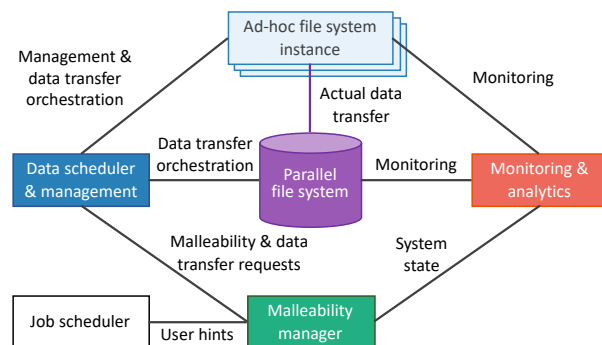 Ad-hoc file system
instance
Management &
data transfer
orchestration
Monitoring
Actual data
transfer
Data transfer
orchestration
Monitoring
Data scheduler
& management
Parallel
file system
Monitoring &
analytics
Malleability & data
transfer requests
System
state
Job scheduler
User hints
Malleability
manager